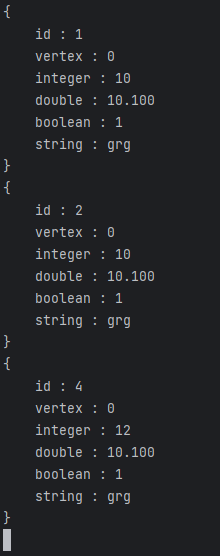 {
    id : 1
    vertex : 0
    integer : 10
    double : 10.100
    boolean : 1
    string : grg
}
{
    id : 2
    vertex : 0
    integer : 10
    double : 10.100
    boolean : 1
    string : grg
}
{
    id : 4
    vertex : 0
    integer : 12
    double : 10.100
    boolean : 1
    string : grg
}